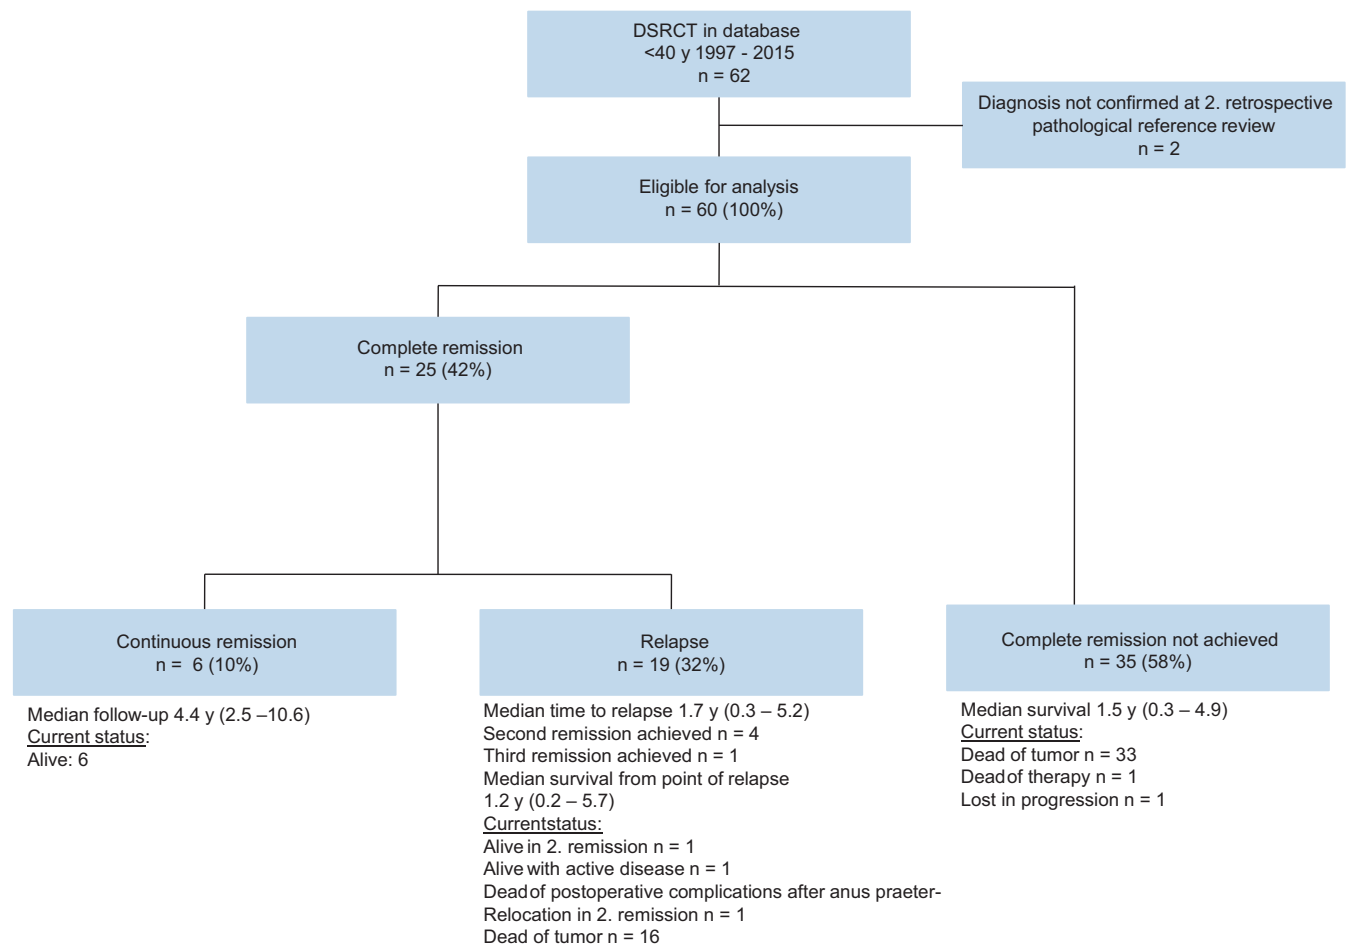 DSRCT in database
<40 y 1997 - 2015
n = 62
Diagnosis not confirmed at 2. retrospective
pathological reference review
n = 2
Eligible for analysis
n = 60 (100%)
Complete remission
n = 25 (42%)
Continuous remission
n =  6 (10%)
Median follow-up 4.4 y (2.5 –10.6)
Current status:
Alive: 6
Relapse
n = 19 (32%)
Median time to relapse 1.7 y (0.3 – 5.2)
Second remission achieved n = 4
Third remission achieved n = 1
Median survival from point of relapse
1.2 y (0.2 – 5.7)
Currentstatus:
Alive in 2. remission n = 1
Alive with active disease n = 1
Deadof postoperative complications after anus praeter-
Relocation in 2. remission n = 1
Dead of tumor n = 16
Complete remission not achieved
n = 35 (58%)
Median survival 1.5 y (0.3 – 4.9)
Current status:
Dead of tumor n = 33
Deadof therapy n = 1
Lost in progression n = 1